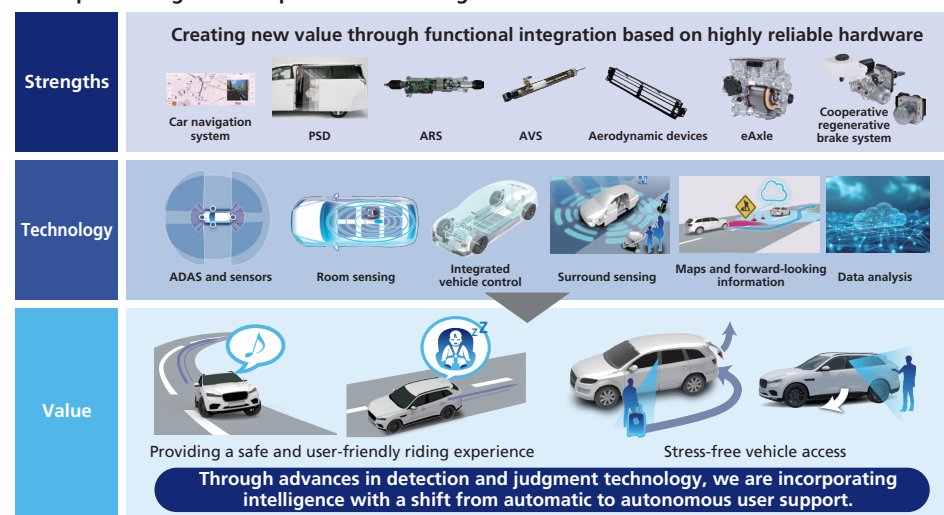 Creating new value through functional integration based on highly reliable hardware
Strengths
Car navigation
system
PSD
ARS
AVS
Aerodynamic devices
eAxle
Cooperative
regenerative
brake system
Technology
ADAS and sensors
Room sensing
Integrated
vehicle control
Surround sensing
Maps and forward-looking
information
Data analysis
Value
z
Z
Providing a safe and user-friendly riding experience
Stress-free vehicle access
Through advances in detection and judgment technology, we are incorporating
intelligence with a shift from automatic to autonomous user support.